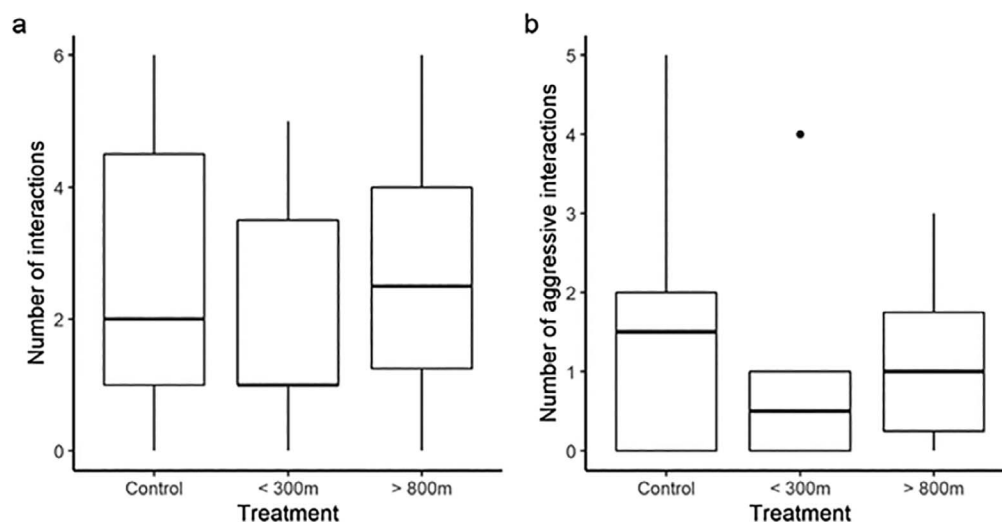 a
Number of interactions
6
4
2
0
Control
< 300m
> 800m
Treatment
b
Number of aggressive interactions
5
4
3
2
1
0
Control
< 300m
> 800m
Treatment